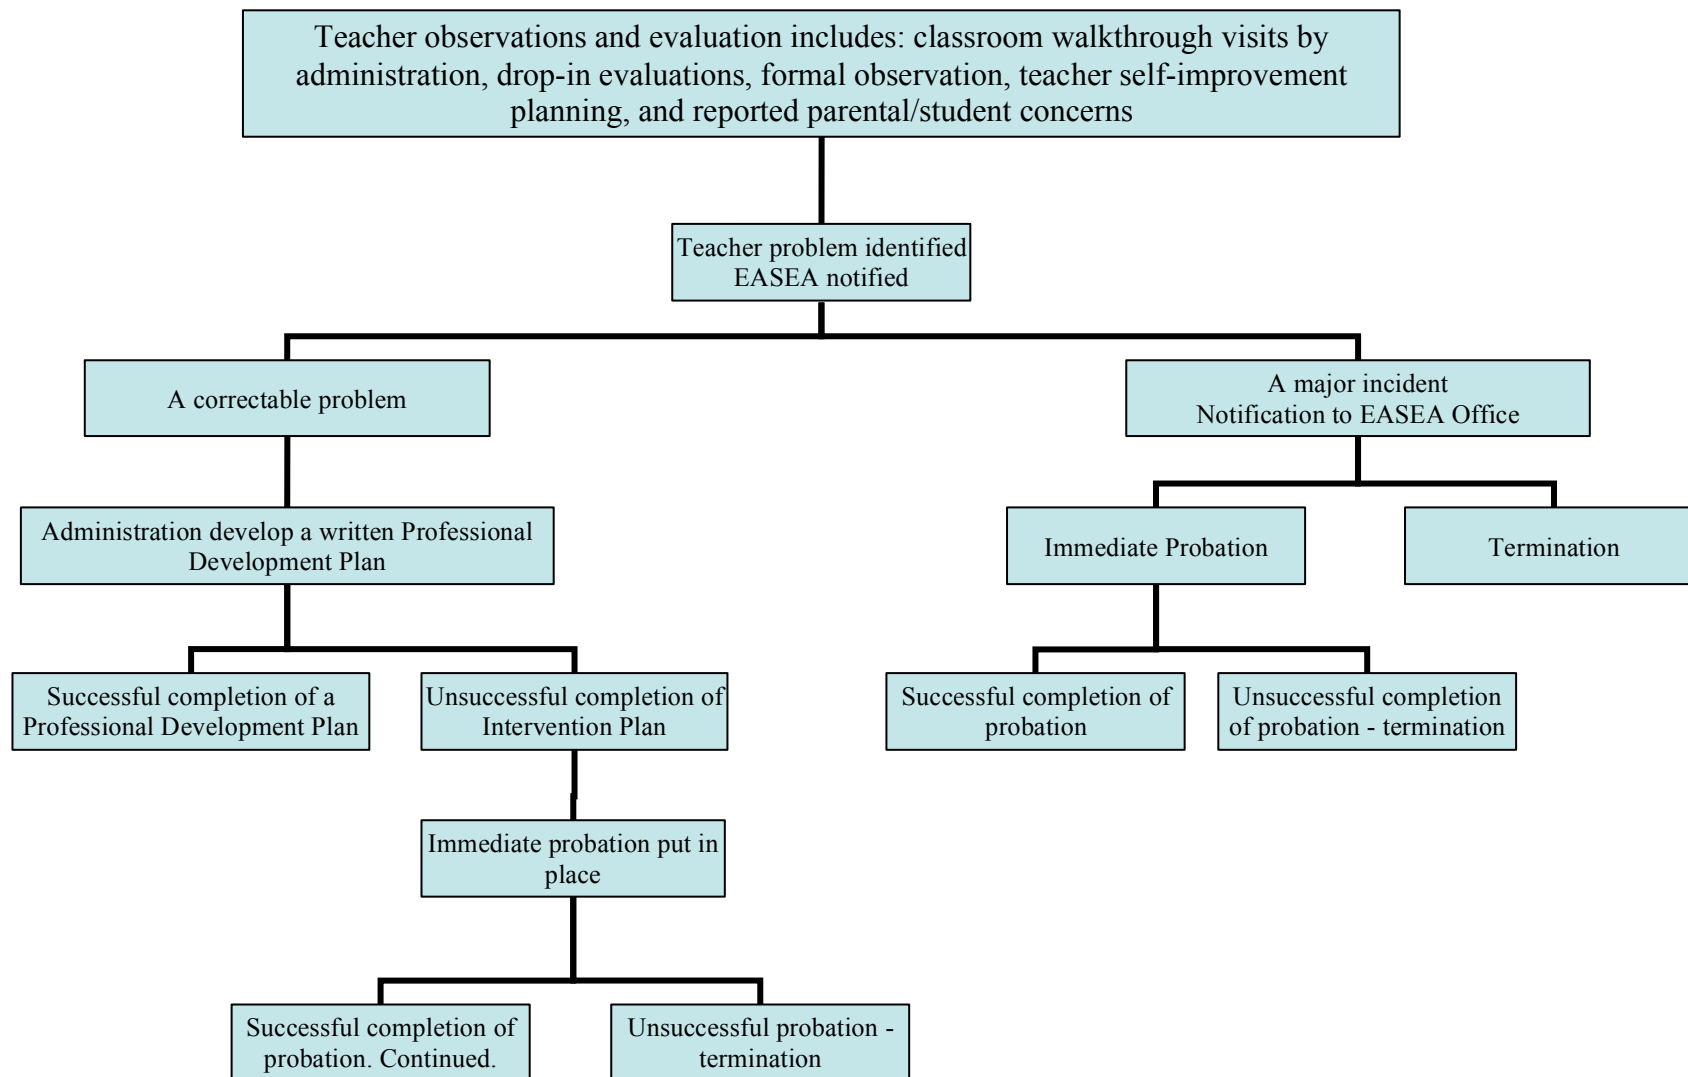 Teacher observations and evaluation includes: classroom walkthrough visits by
administration, drop-in evaluations, formal observation, teacher self-improvement
planning, and reported parental/student concerns
Teacher problem identified
EASEA notified
A correctable problem
A major incident
Notification to EASEA Office
Administration develop a written Professional
Development Plan
Immediate Probation
Termination
Successful completion of a
Professional Development Plan
Unsuccessful completion of
Intervention Plan
Successful completion of
probation
Unsuccessful completion
of probation - termination
Immediate probation put in
place
Successful completion of
probation. Continued.
Unsuccessful probation -
termination